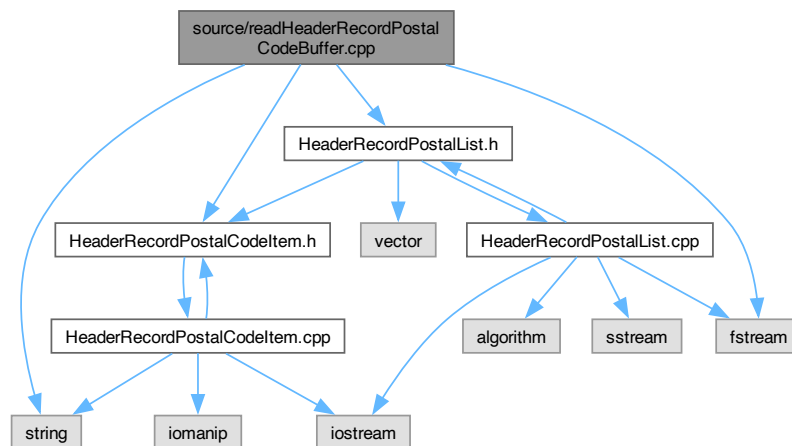 source/readHeaderRecordPostal
CodeBuffer.cpp
HeaderRecordPostalList.h
HeaderRecordPostalCodeItem.h
vector
HeaderRecordPostalList.cpp
HeaderRecordPostalCodeItem.cpp
algorithm
sstream
fstream
string
iomanip
iostream